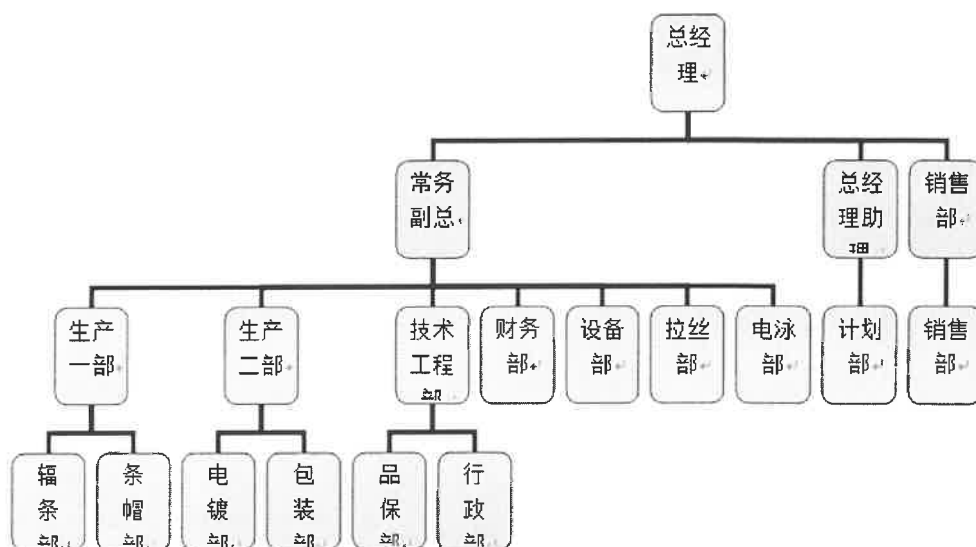 总经
理
常务
副总
总经
理助
理
销售
部
生产
一部
生产
二部
技术
工程
部
财务
部
设备
部
拉丝
部
电泳
部
计划
部
销售
部
辐
条
部
条
帽
部
电
镀
部
包
装
部
品
保
部
行
政
部